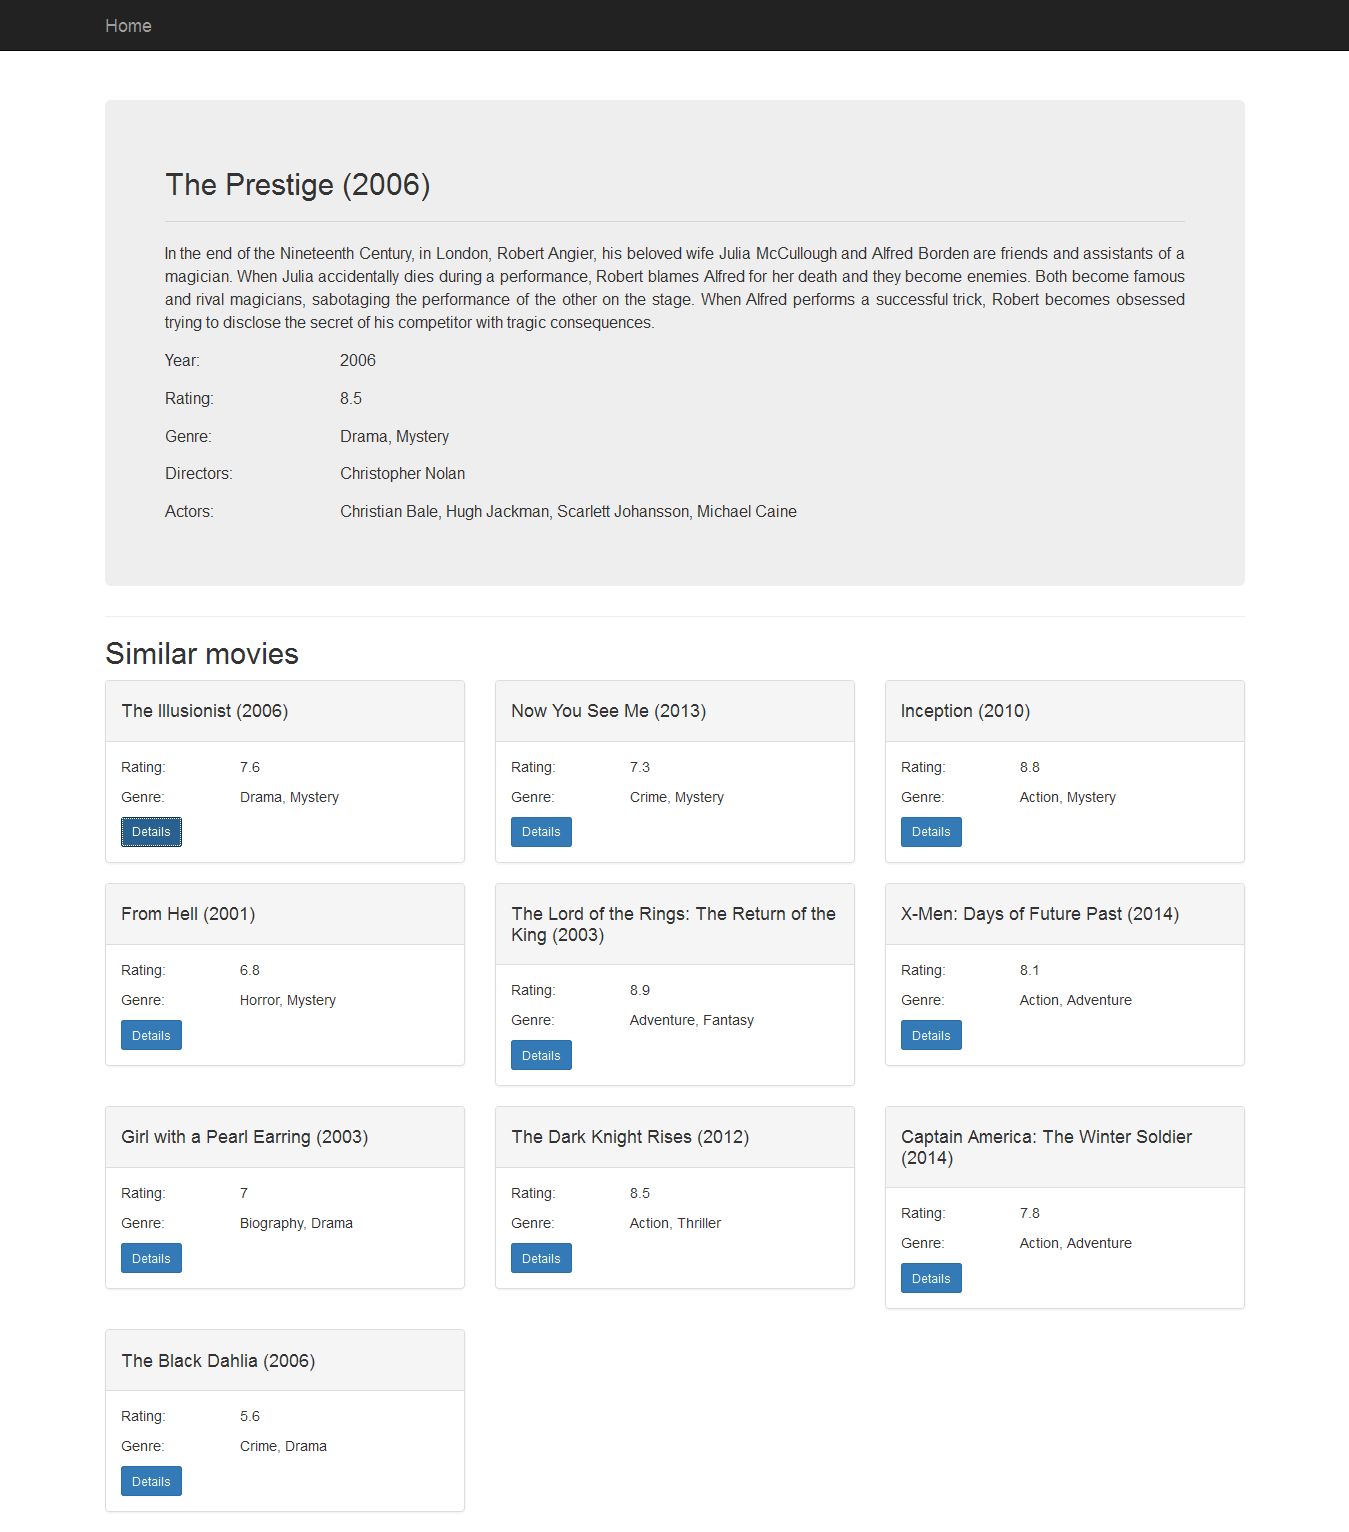 Home
The Prestige (2006)
In the end of the Nineteenth Century, in London, Robert Angier, his beloved wife Julia McCullough and Alfred Borden are friends and assistants of a
magician. When Julia accidentally dies during a performance, Robert blames Alfred for her death and they become enemies. Both become famous
and rival magicians, sabotaging the performance of the other on the stage. When Alfred performs a successful trick, Robert becomes obsessed
trying to disclose the secret of his competitor with tragic consequences.
Year: 2006
Rating: 8.5
Genre: Drama, Mystery
Directors: Christopher Nolan
Actors: Christian Bale, Hugh Jackman, Scarlett Johansson, Michael Caine
Similar movies
The Illusionist (2006)
Rating: 7.6
Genre: Drama, Mystery
Details
Now You See Me (2013)
Rating: 7.3
Genre: Crime, Mystery
Details
Inception (2010)
Rating: 8.8
Genre: Action, Mystery
Details
From Hell (2001)
Rating: 6.8
Genre: Horror, Mystery
Details
The Lord of the Rings: The Return of the
King (2003)
Rating: 8.9
Genre: Adventure, Fantasy
Details
X-Men: Days of Future Past (2014)
Rating: 8.1
Genre: Action, Adventure
Details
Girl with a Pearl Earring (2003)
Rating: 7
Genre: Biography, Drama
Details
The Dark Knight Rises (2012)
Rating: 8.5
Genre: Action, Thriller
Details
Captain America: The Winter Soldier
(2014)
Rating: 7.8
Genre: Action, Adventure
Details
The Black Dahlia (2006)
Rating: 5.6
Genre: Crime, Drama
Details